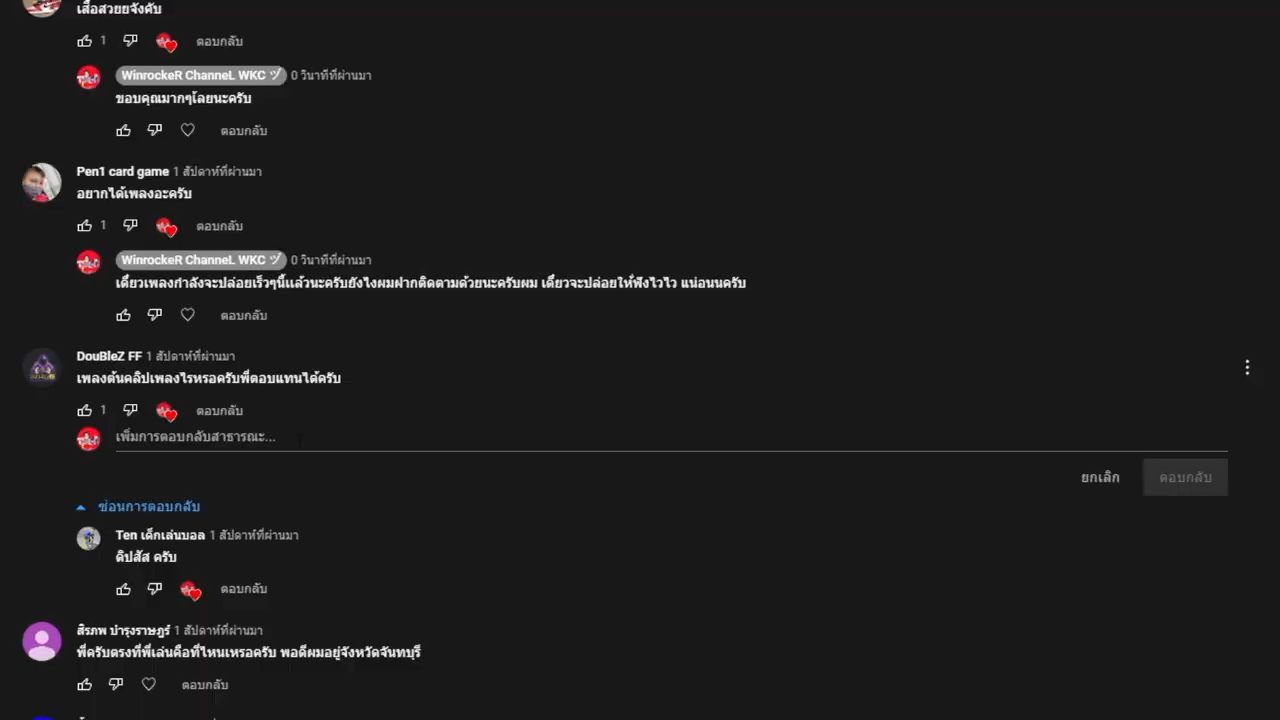 เสื้อสวยยจังคับ
1 ตอบกลับ
WinrockeR ChanneL WKC ヅ 0 วินาทีที่ผ่านมา
ขอบคุณมากๆเ้ลยนะครับ
ตอบกลับ
Pen1 card game 1 สัปดาห์ที่ผ่านมา
อยากได้เพลงอะครับ
1 ตอบกลับ
WinrockeR ChanneL WKC ヅ 0 วินาทีที่ผ่านมา
เดี๋ยวเพลงกำลังจะปล่อยเร็วๆนี้แล้วนะครับยังไงผมฝากติดตามด้วยนะครับผม เดี๋ยวจะปล่อยให้ฟังไวไว แน่อนนครับ
ตอบกลับ
DouBleZ FF 1 สัปดาห์ที่ผ่านมา
เพลงต้นคลิปเพลงไรหรอครับพี่ตอบแทนได้ครับ
1 ตอบกลับ
เพิ่มการตอบกลับสาธารณะ...
ยกเลิก ตอบกลับ
ซ่อนการตอบกลับ
Ten เด็กเล่นบอล 1 สัปดาห์ที่ผ่านมา
ดิปสัส ครับ
ตอบกลับ
สิรภพ บำรุงราษฎร์ 1 สัปดาห์ที่ผ่านมา
พี่ครับตรงที่พี่เล่นคือที่ไหนเหรอครับ พอดีผมอยู่จังหวัดจันทบุรี
ตอบกลับ